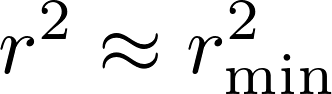 r² ≈ r²_min